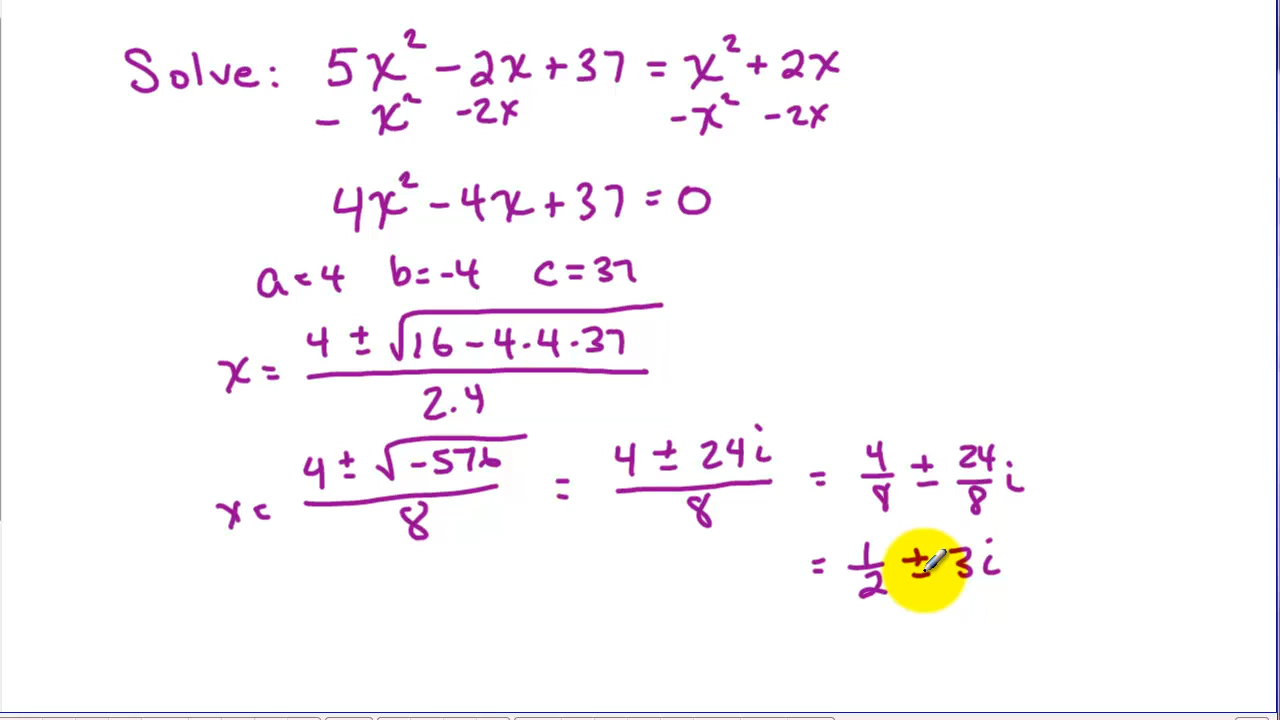 Solve: 5x² - 2x + 37 = x² + 2x
- x² - 2x - x² - 2x
4x² - 4x + 37 = 0
a = 4 b = -4 c = 37
x = (4 ± √(16 - 4·4·37))/(2·4)
x = (4 ± √(-576))/8 = (4 ± 24i)/8 = 4/8 ± 24/8 i
= 1/2 ± 3i